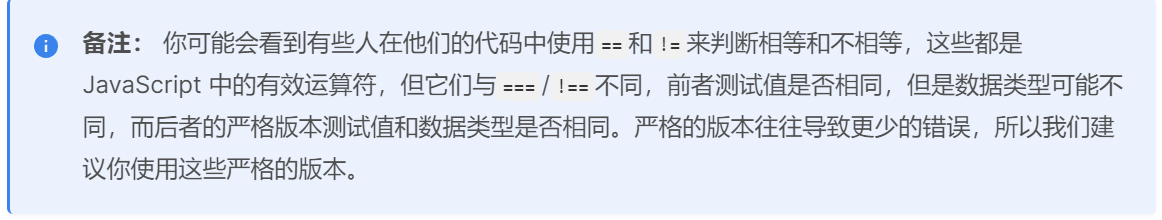 备注： 你可能会看到有些人在他们的代码中使用 == 和 != 来判断相等和不相等，这些都是
JavaScript 中的有效运算符，但它们与 === / !== 不同，前者测试值是否相同，但是数据类型可能不
同，而后者的严格版本测试值和数据类型是否相同。严格的版本往往导致更少的错误，所以我们建
议你使用这些严格的版本。